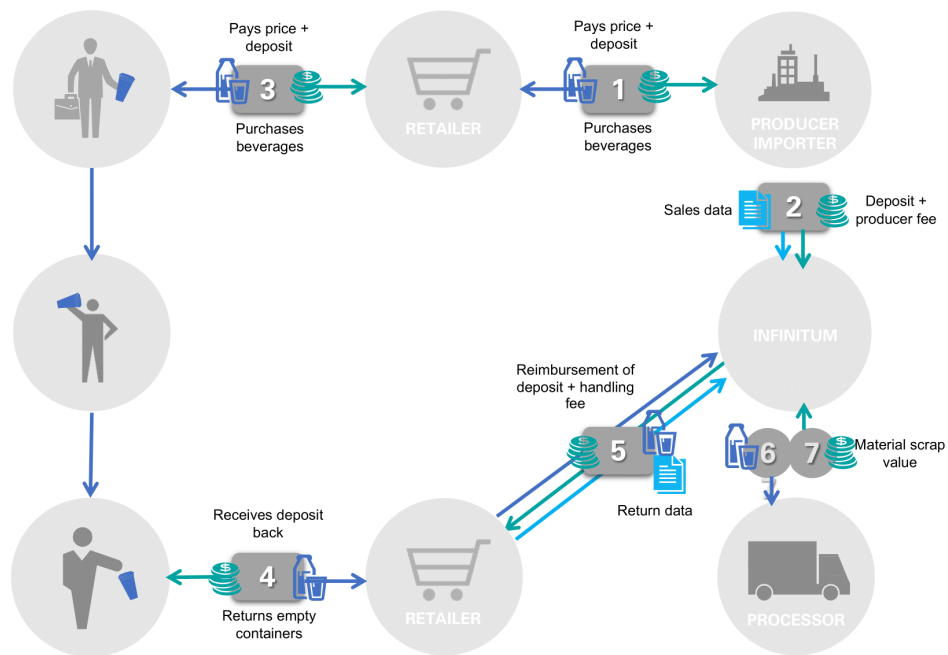 Pays price +
deposit
3
Purchases
beverages
RETAILER
Pays price +
deposit
1
Purchases
beverages
PRODUCER
IMPORTER
Sales data
2
Deposit +
producer fee
INFINITUM
Reimbursement of
deposit + handling
fee
5
Return data
6
7
Material scrap
value
Receives deposit
back
4
Returns empty
containers
RETAILER
PROCESSOR
$
$
$
$
$
$